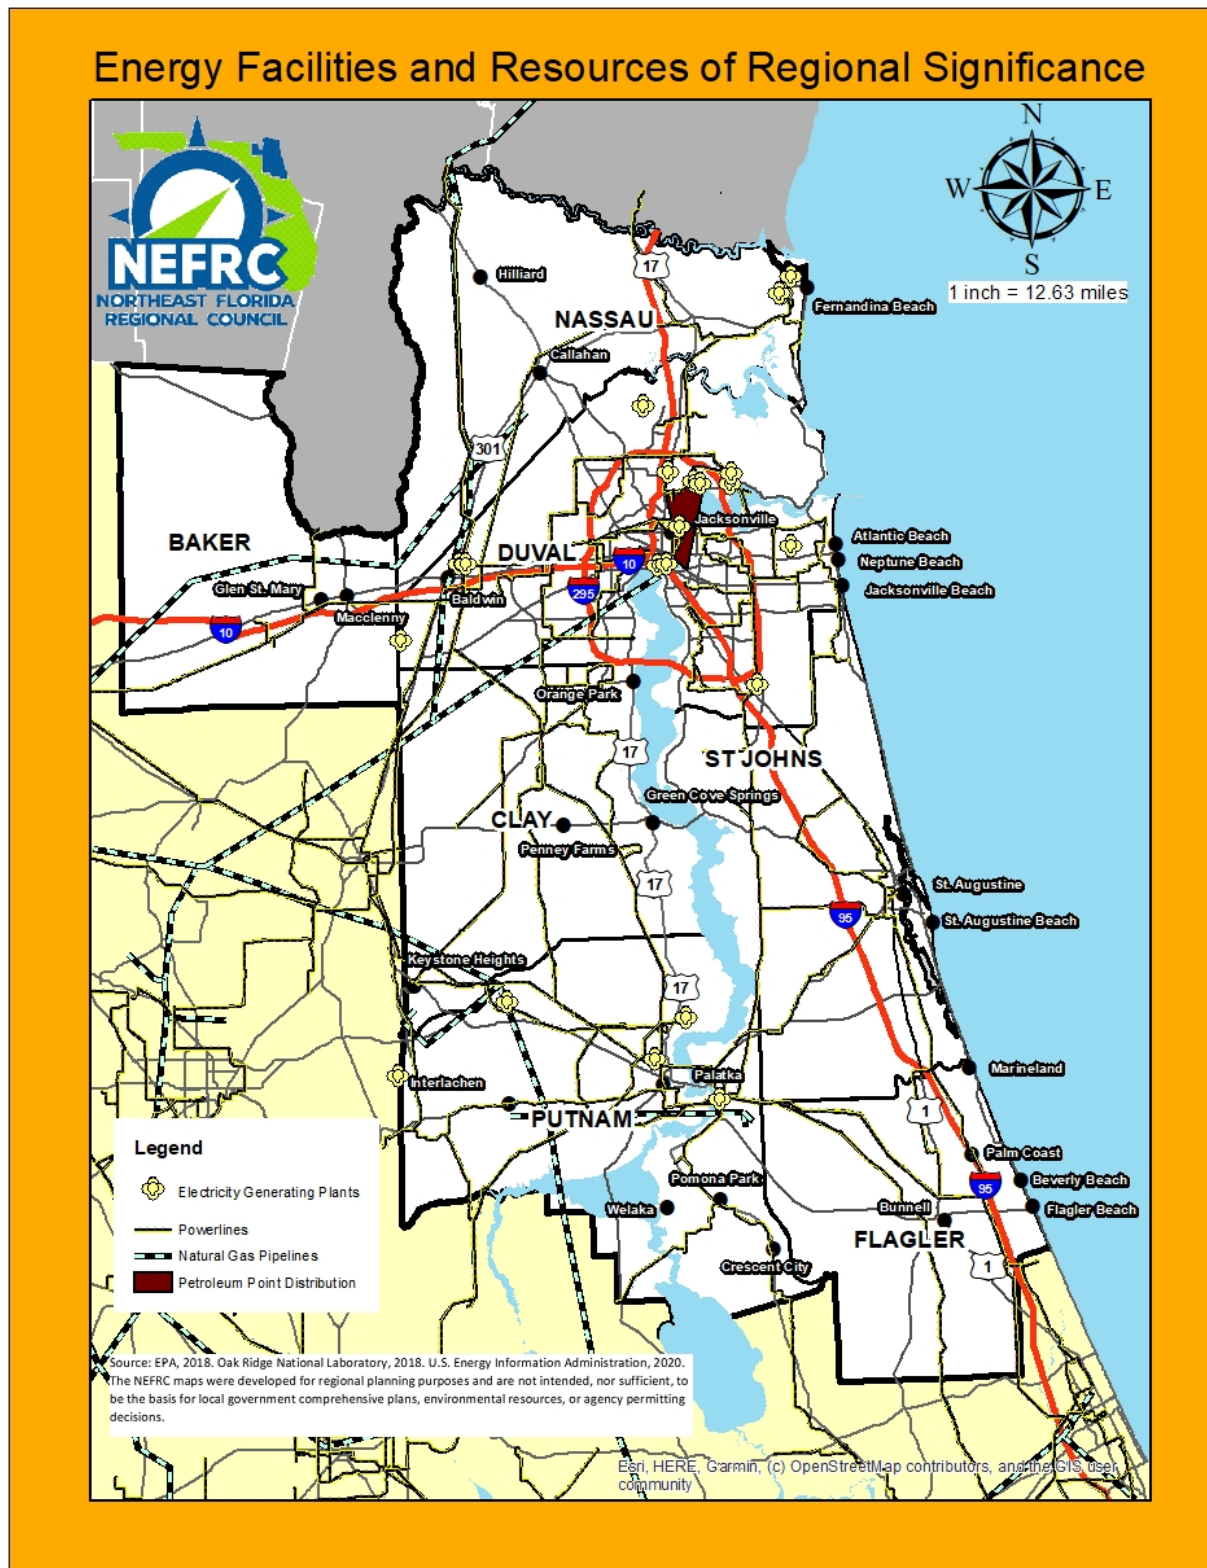 Energy Facilities and Resources of Regional Significance
NEFRC
NORTHEAST FLORIDA
REGIONAL COUNCIL
N
W
E
S
1 inch = 12.63 miles
17
Hilliard
Fernandina Beach
NASSAU
Callahan
301
Jacksonville
BAKER
DUVAL
Atlantic Beach
10
Neptune Beach
Glen St. Mary
295
Jacksonville Beach
Baldwin
Macclenny
10
Orange Park
17
ST JOHNS
Green Cove Springs
CLAY
Penney Farms
17
St. Augustine
95
St. Augustine Beach
Keystone Heights
17
Marineland
Palatka
Interlachen
1
PUTNAM
Palm Coast
Pomona Park
Beverly Beach
95
Welaka
Bunnell
Flagler Beach
FLAGLER
Crescent City
1
Legend
Electricity Generating Plants
Powerlines
Natural Gas Pipelines
Petroleum Point Distribution
Source: EPA, 2018. Oak Ridge National Laboratory, 2018. U.S. Energy Information Administration, 2020.
The NEFRC maps were developed for regional planning purposes and are not intended, nor sufficient, to
be the basis for local government comprehensive plans, environmental resources, or agency permitting
decisions.
Esri, HERE, Garmin, (c) OpenStreetMap contributors, and the GIS user
community